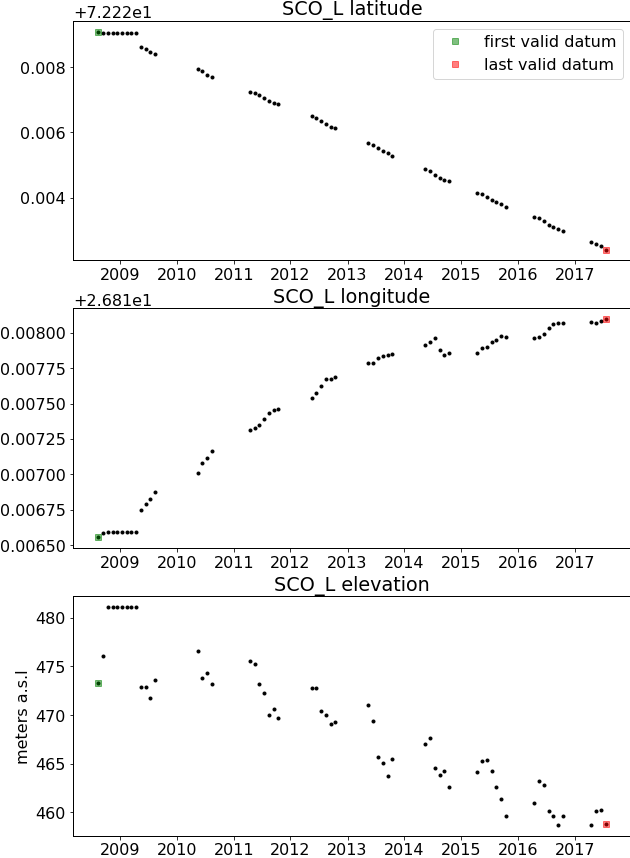 SCO_L latitude
+7.222e1
first valid datum
last valid datum
0.008
0.006
0.004
2009 2010 2011 2012 2013 2014 2015 2016 2017
SCO_L longitude
+2.681e1
0.00800
0.00775
0.00750
0.00725
0.00700
0.00675
0.00650
2009 2010 2011 2012 2013 2014 2015 2016 2017
SCO_L elevation
meters a.s.l
480
475
470
465
460
2009 2010 2011 2012 2013 2014 2015 2016 2017